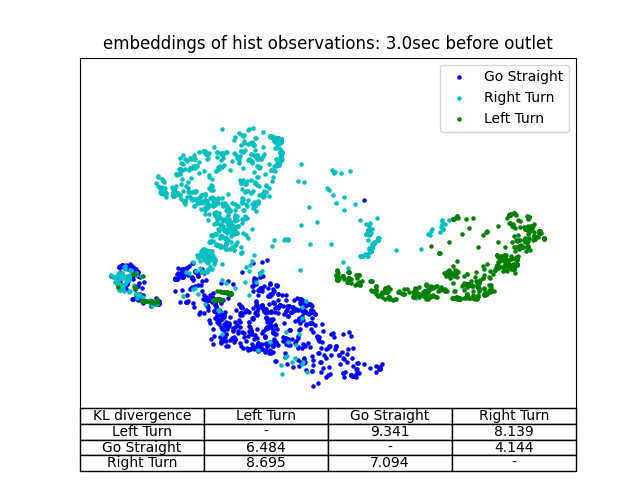 embeddings of hist observations: 3.0sec before outlet
Go Straight
Right Turn
Left Turn
KL divergence Left Turn Go Straight Right Turn
Left Turn - 9.341 8.139
Go Straight 6.484 - 4.144
Right Turn 8.695 7.094 -